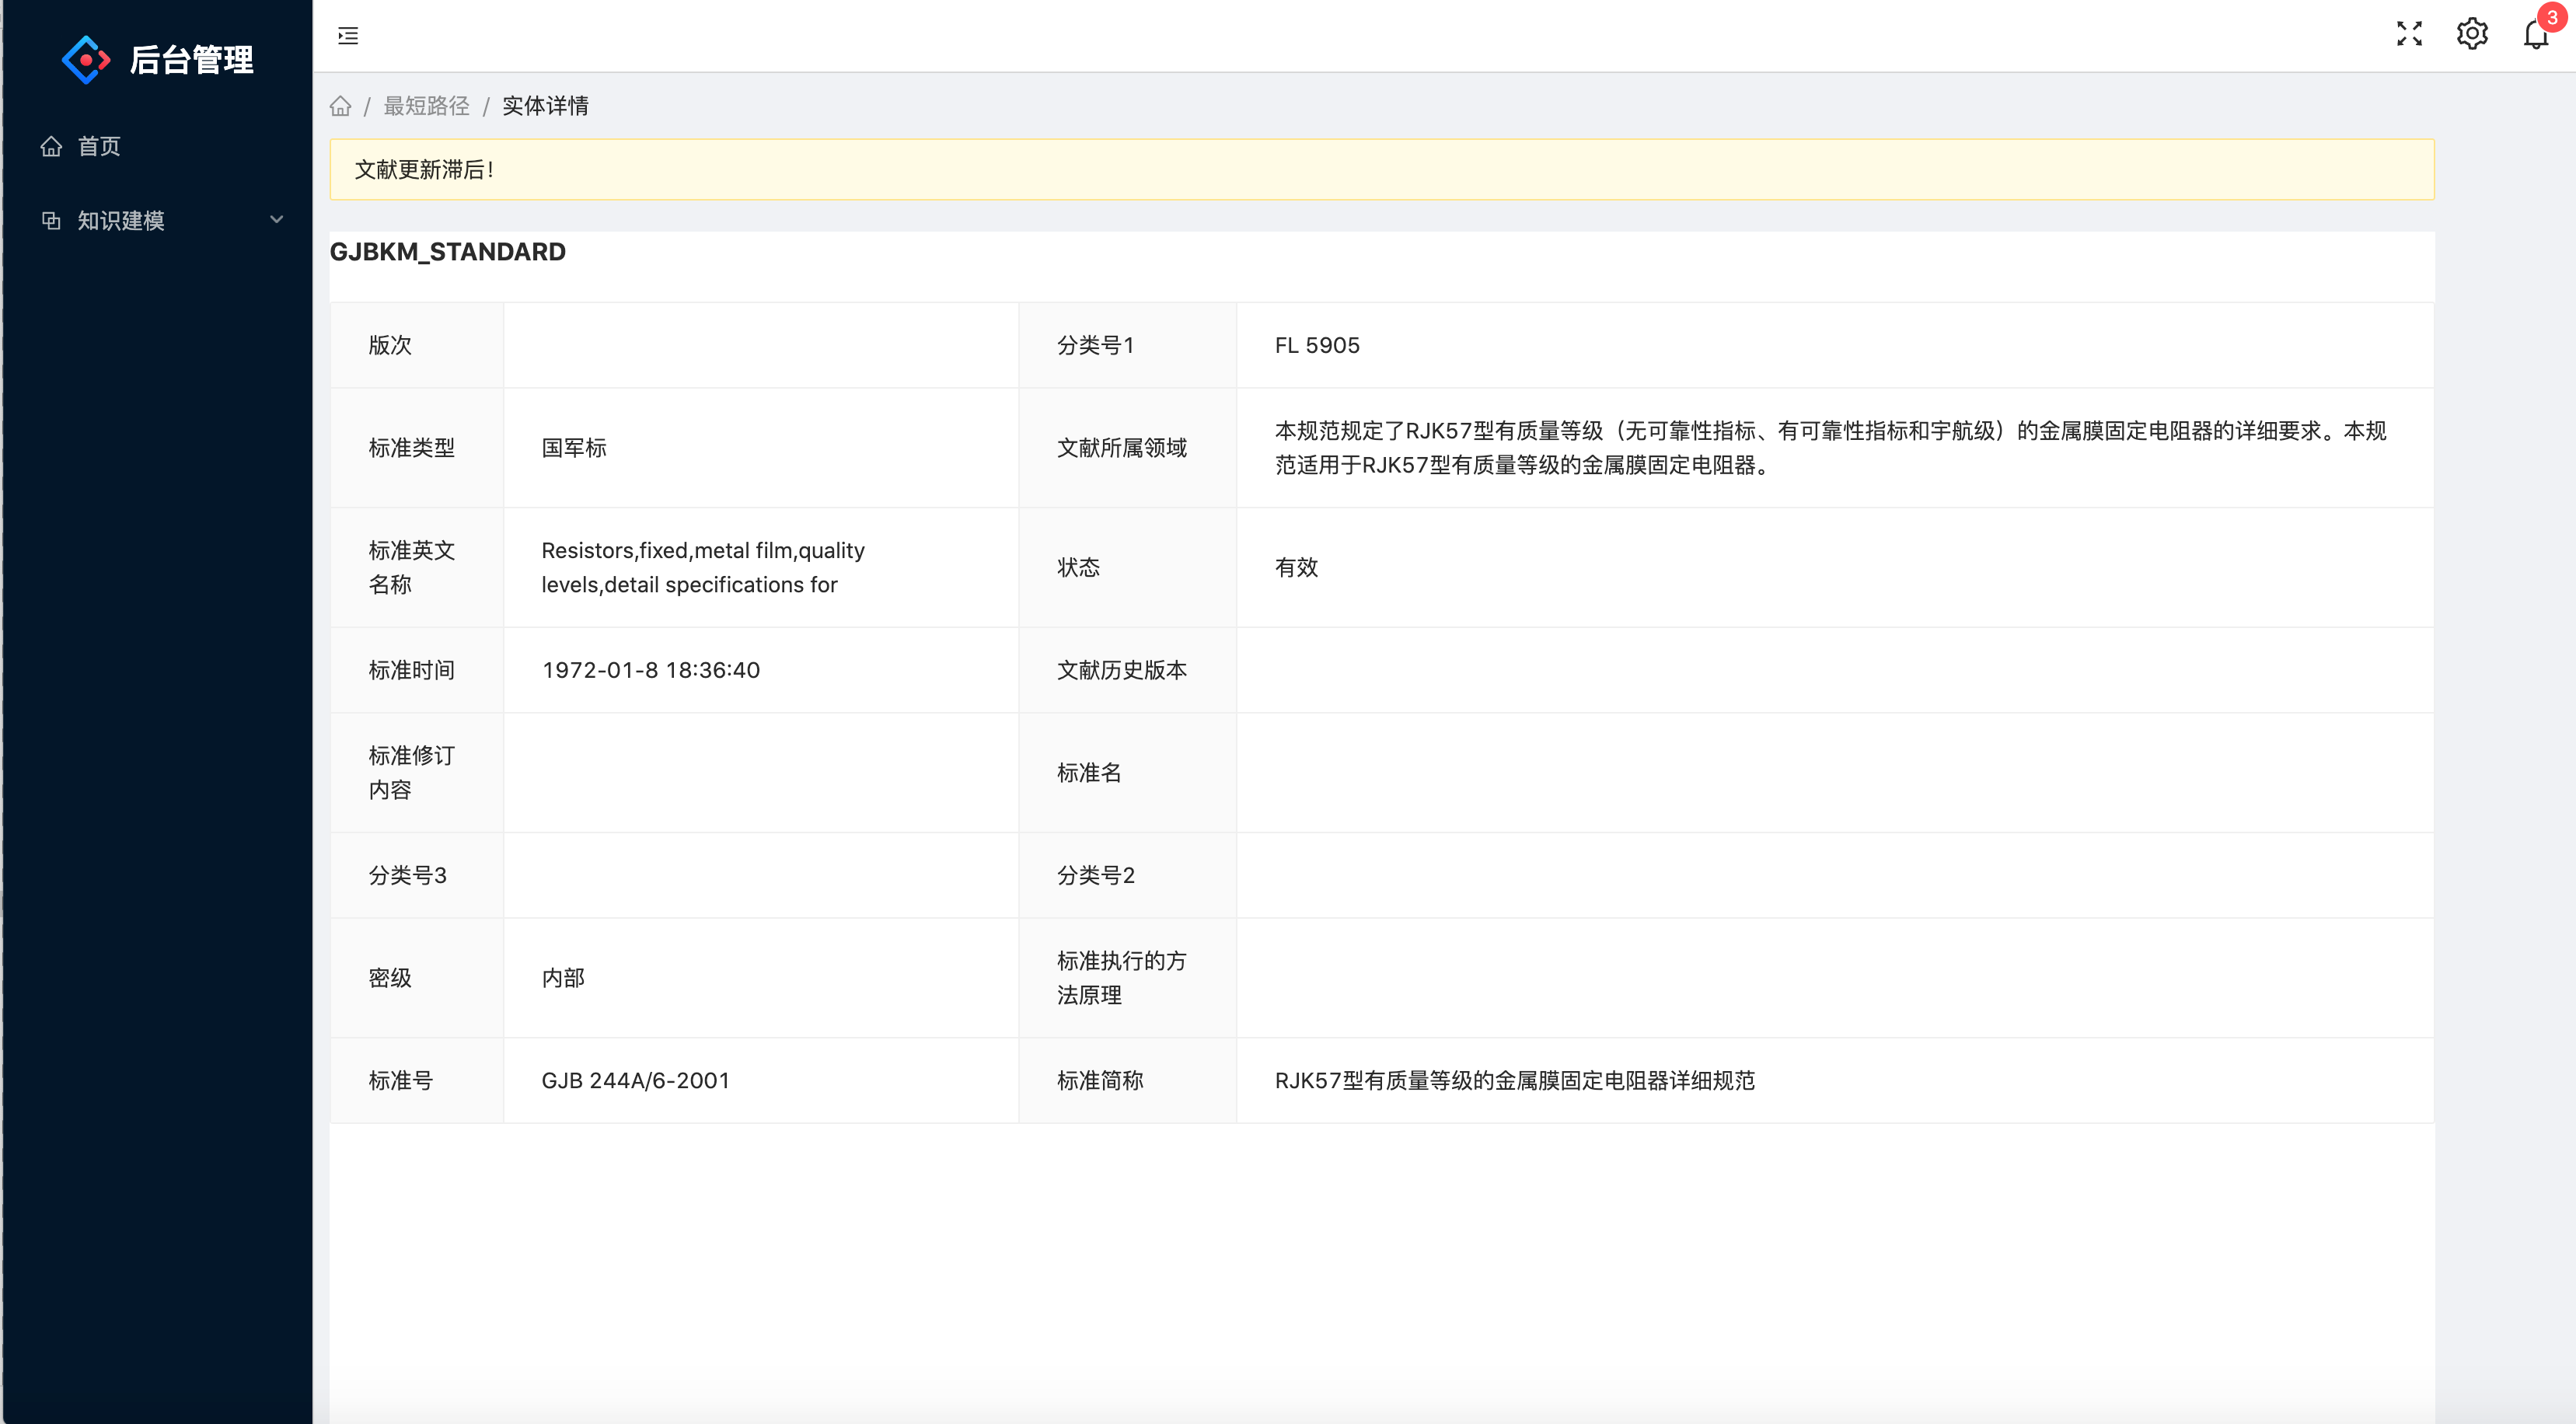 后台管理
首页
知识建模
3
/ 最短路径 / 实体详情
文献更新滞后!
GJBKM_STANDARD
版次
分类号1
FL 5905
标准类型
国军标
文献所属领域
本规范规定了RJK57型有质量等级（无可靠性指标、有可靠性指标和宇航级）的金属膜固定电阻器的详细要求。本规
范适用于RJK57型有质量等级的金属膜固定电阻器。
标准英文
名称
Resistors,fixed,metal film,quality
levels,detail specifications for
状态
有效
标准时间
1972-01-8 18:36:40
文献历史版本
标准修订
内容
标准名
分类号3
分类号2
密级
内部
标准执行的方
法原理
标准号
GJB 244A/6-2001
标准简称
RJK57型有质量等级的金属膜固定电阻器详细规范